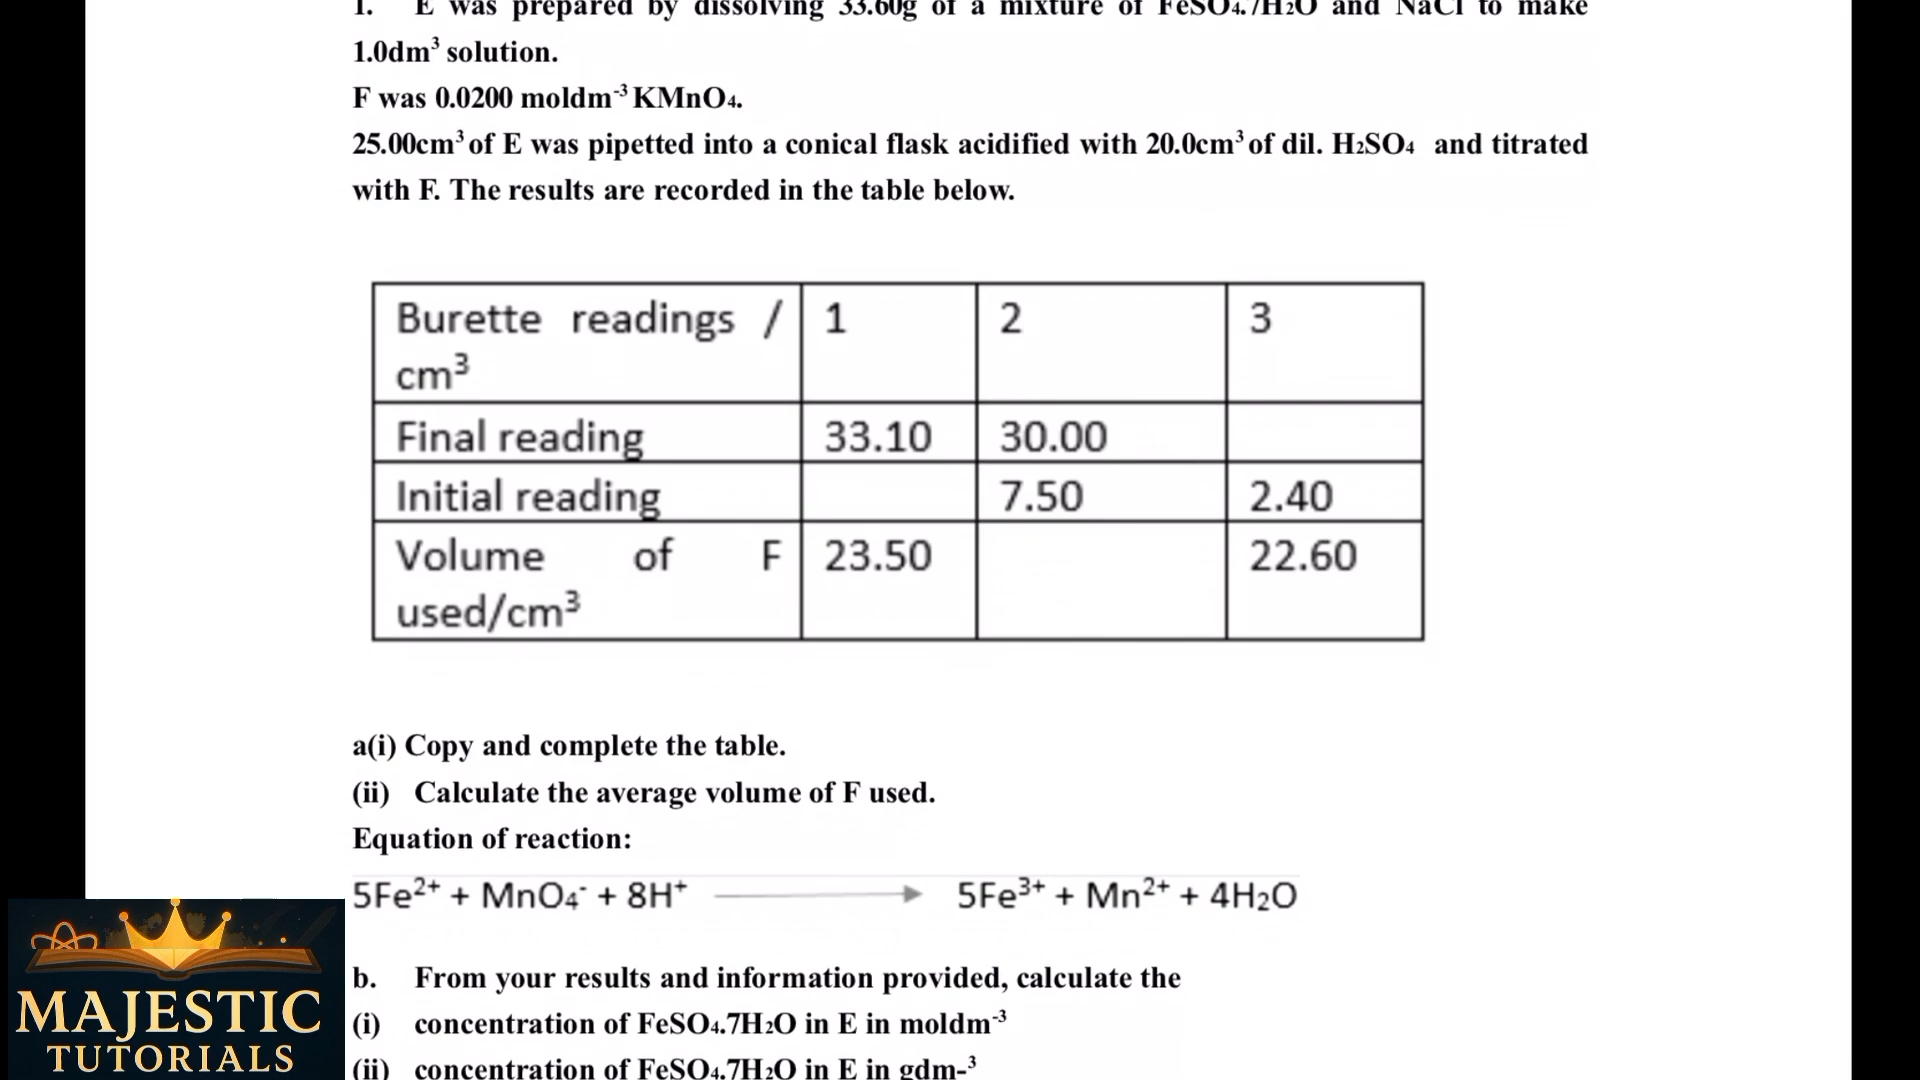 1. E was prepared by dissolving 33.60g of a mixture of FeSO₄.7H₂O and NaCl to make
1.0dm³ solution.
F was 0.0200 moldm⁻³ KMnO₄.
25.00cm³ of E was pipetted into a conical flask acidified with 20.0cm³ of dil. H₂SO₄ and titrated
with F. The results are recorded in the table below.
Burette readings / cm³ 1 2 3
Final reading 33.10 30.00
Initial reading 7.50 2.40
Volume of F used/cm³ 23.50 22.60
a(i) Copy and complete the table.
(ii) Calculate the average volume of F used.
Equation of reaction:
5Fe²⁺ + MnO₄⁻ + 8H⁺ → 5Fe³⁺ + Mn²⁺ + 4H₂O
b. From your results and information provided, calculate the
(i) concentration of FeSO₄.7H₂O in E in moldm⁻³
(ii) concentration of FeSO₄.7H₂O in E in gdm-³
MAJESTIC
TUTORIALS